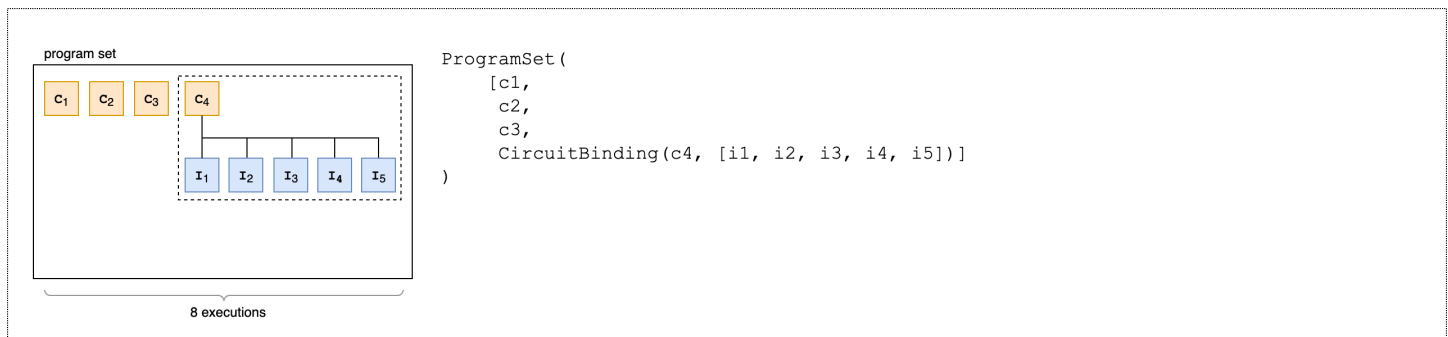 program set
C₁ C₂ C₃ C₄
I₁ I₂ I₃ I₄ I₅
8 executions
ProgramSet(
    [c1,
     c2,
     c3,
     CircuitBinding(c4, [i1, i2, i3, i4, i5])]
)